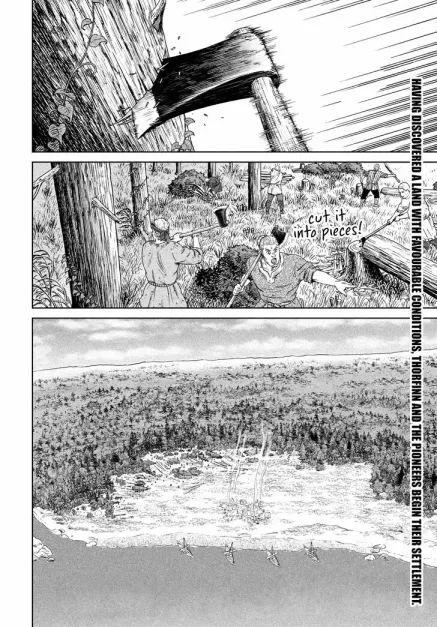 HAVING DISCOVERED A LAND WITH FAVOURABLE CONDITIONS, THORFINN AND THE PIONEERS BEGIN THEIR SETTLEMENT.
cut it
into pieces!